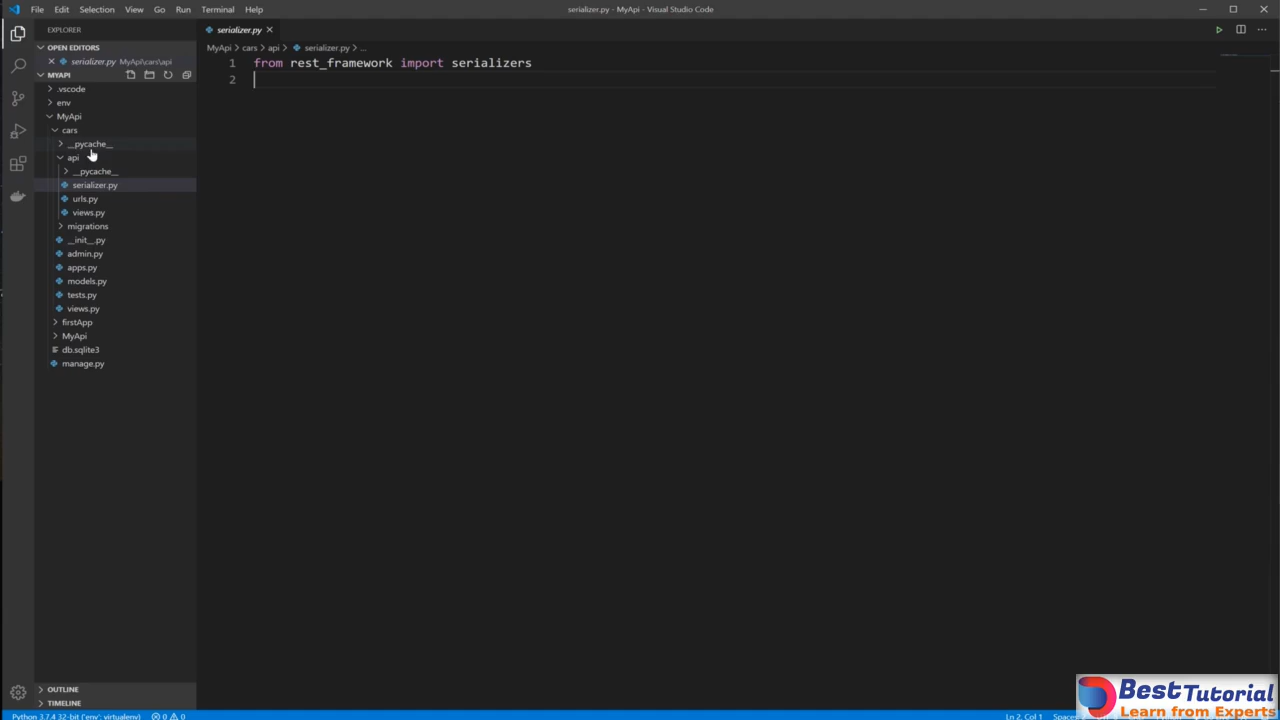 File Edit Selection View Go Run Terminal Help serializer.py - MyApi - Visual Studio Code
EXPLORER
OPEN EDITORS
serializer.py MyApi\cars\api
MYAPI
.vscode
env
MyApi
cars
__pycache__
api
__pycache__
serializer.py
urls.py
views.py
migrations
__init__.py
admin.py
apps.py
models.py
tests.py
views.py
firstApp
MyApi
db.sqlite3
manage.py
OUTLINE
TIMELINE
serializer.py
MyApi > cars > api > serializer.py > ...
1 from rest_framework import serializers
2
Python 3.7.4 32-bit ('env': virtualenv) 0 0 Ln 2, Col 1
Best Tutorial
Learn from Experts